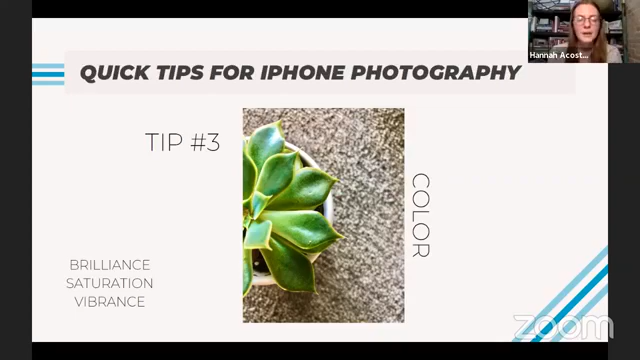 QUICK TIPS FOR IPHONE PHOTOGRAPHY
Hannah Acost...
TIP #3
COLOR
BRILLIANCE
SATURATION
VIBRANCE
zoom